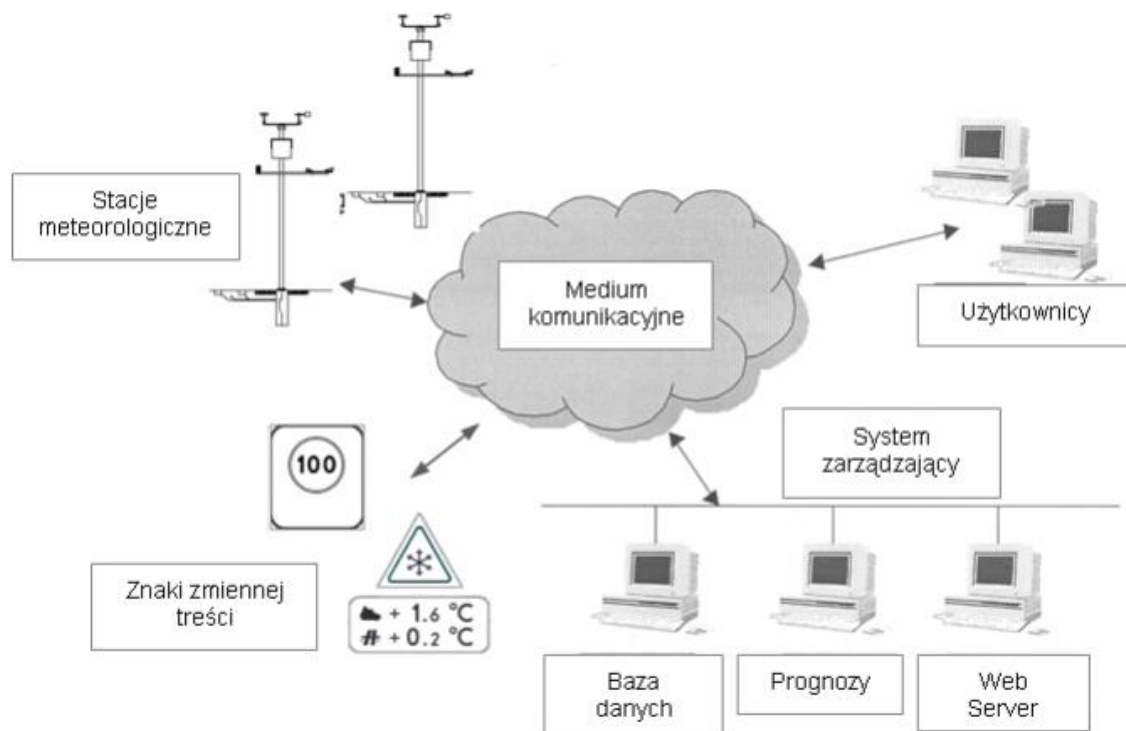 Stacje
meteorologiczne
Medium
komunikacyjne
Użytkownicy
System
zarządzający
100
Znaki zmiennej
treści
+ 1.6 °C
+ 0.2 °C
Baza
danych
Prognozy
Web
Server